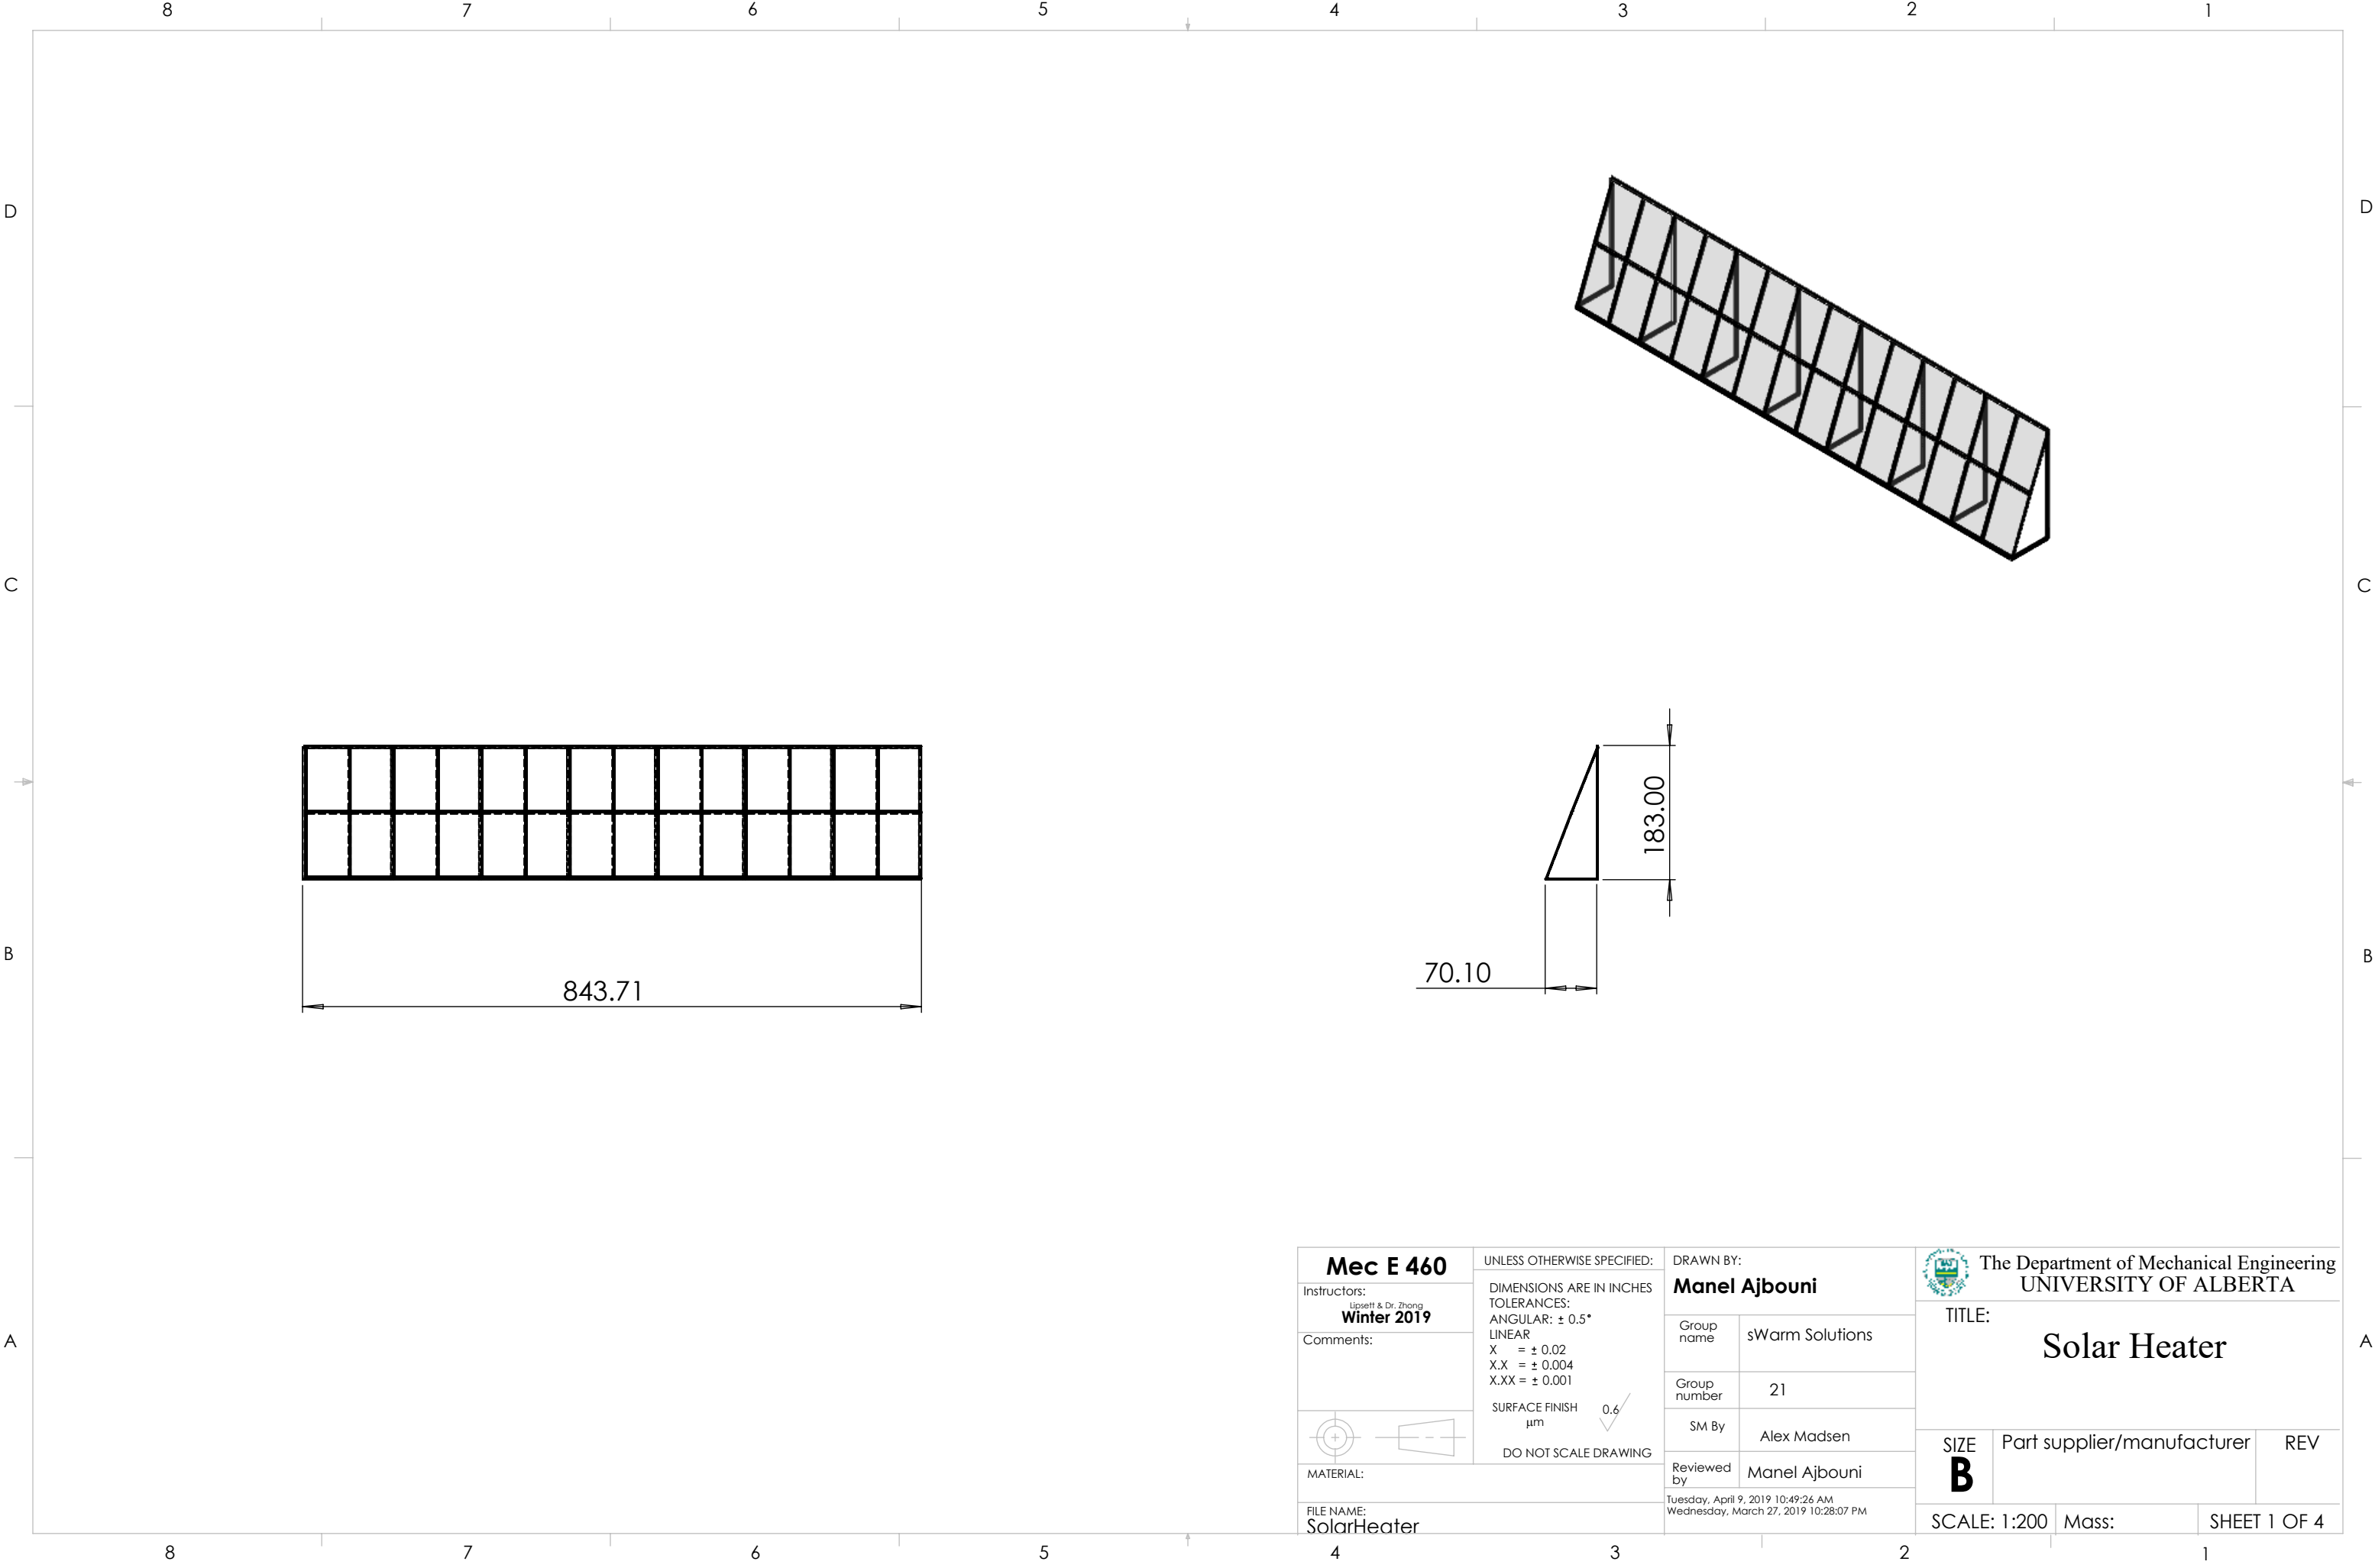 8 7 6 5 4 3 2 1
D D
C C
183.00
B B
70.10
843.71
A A
Mec E 460
Instructors:
Lipsett & Dr. Zhong
Winter 2019
Comments:
MATERIAL:
FILE NAME:
SolarHeater
UNLESS OTHERWISE SPECIFIED:
DIMENSIONS ARE IN INCHES
TOLERANCES:
ANGULAR: ± 0.5°
LINEAR
X = ± 0.02
X.X = ± 0.004
X.XX = ± 0.001
SURFACE FINISH 0.6
µm
DO NOT SCALE DRAWING
DRAWN BY:
Manel Ajbouni
Group name sWarm Solutions
Group number 21
SM By Alex Madsen
Reviewed by Manel Ajbouni
Tuesday, April 9, 2019 10:49:26 AM
Wednesday, March 27, 2019 10:28:07 PM
The Department of Mechanical Engineering
UNIVERSITY OF ALBERTA
TITLE:
Solar Heater
SIZE
B
Part supplier/manufacturer
REV
SCALE: 1:200 Mass: SHEET 1 OF 4
8 7 6 5 4 3 2 1